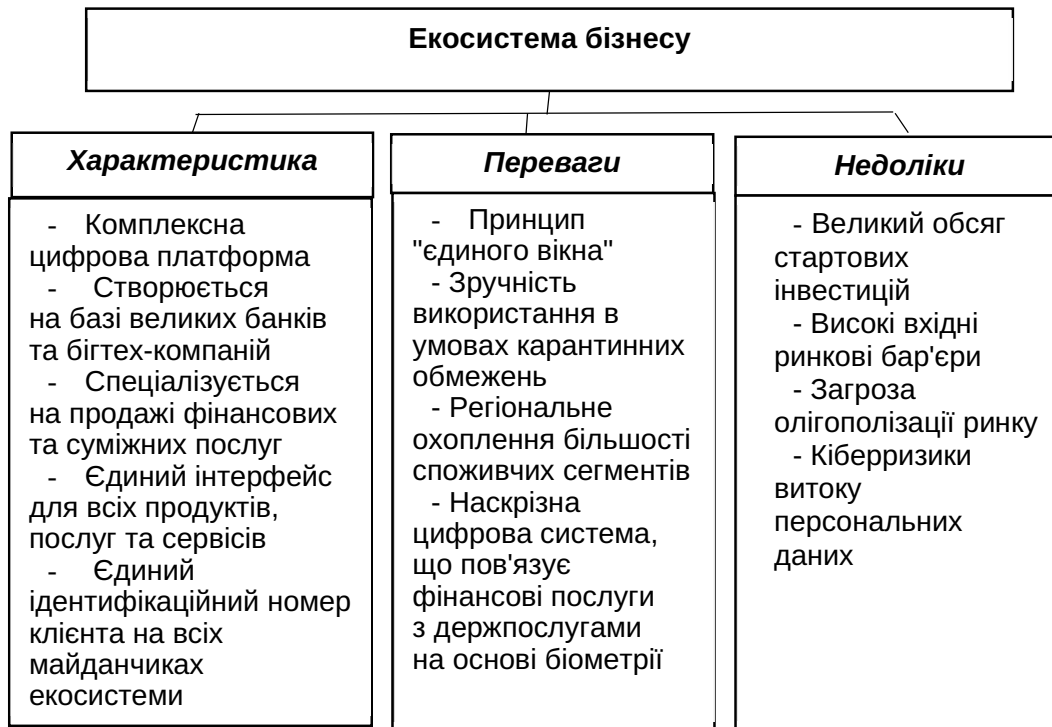 Екосистема бізнесу
Характеристика
- Комплексна
цифрова платформа
- Створюється
на базі великих банків
та бігтех-компаній
- Спеціалізується
на продажі фінансових
та суміжних послуг
- Єдиний інтерфейс
для всіх продуктів,
послуг та сервісів
- Єдиний
ідентифікаційний номер
клієнта на всіх
майданчиках
екосистеми
Переваги
- Принцип
"єдиного вікна"
- Зручність
використання в
умовах карантинних
обмежень
- Регіональне
охоплення більшості
споживчих сегментів
- Наскрізна
цифрова система,
що пов'язує
фінансові послуги
з держпослугами
на основі біометрії
Недоліки
- Великий обсяг
стартових
інвестицій
- Високі вхідні
ринкові бар'єри
- Загроза
олігополізації ринку
- Кіберризики
витоку
персональних
даних